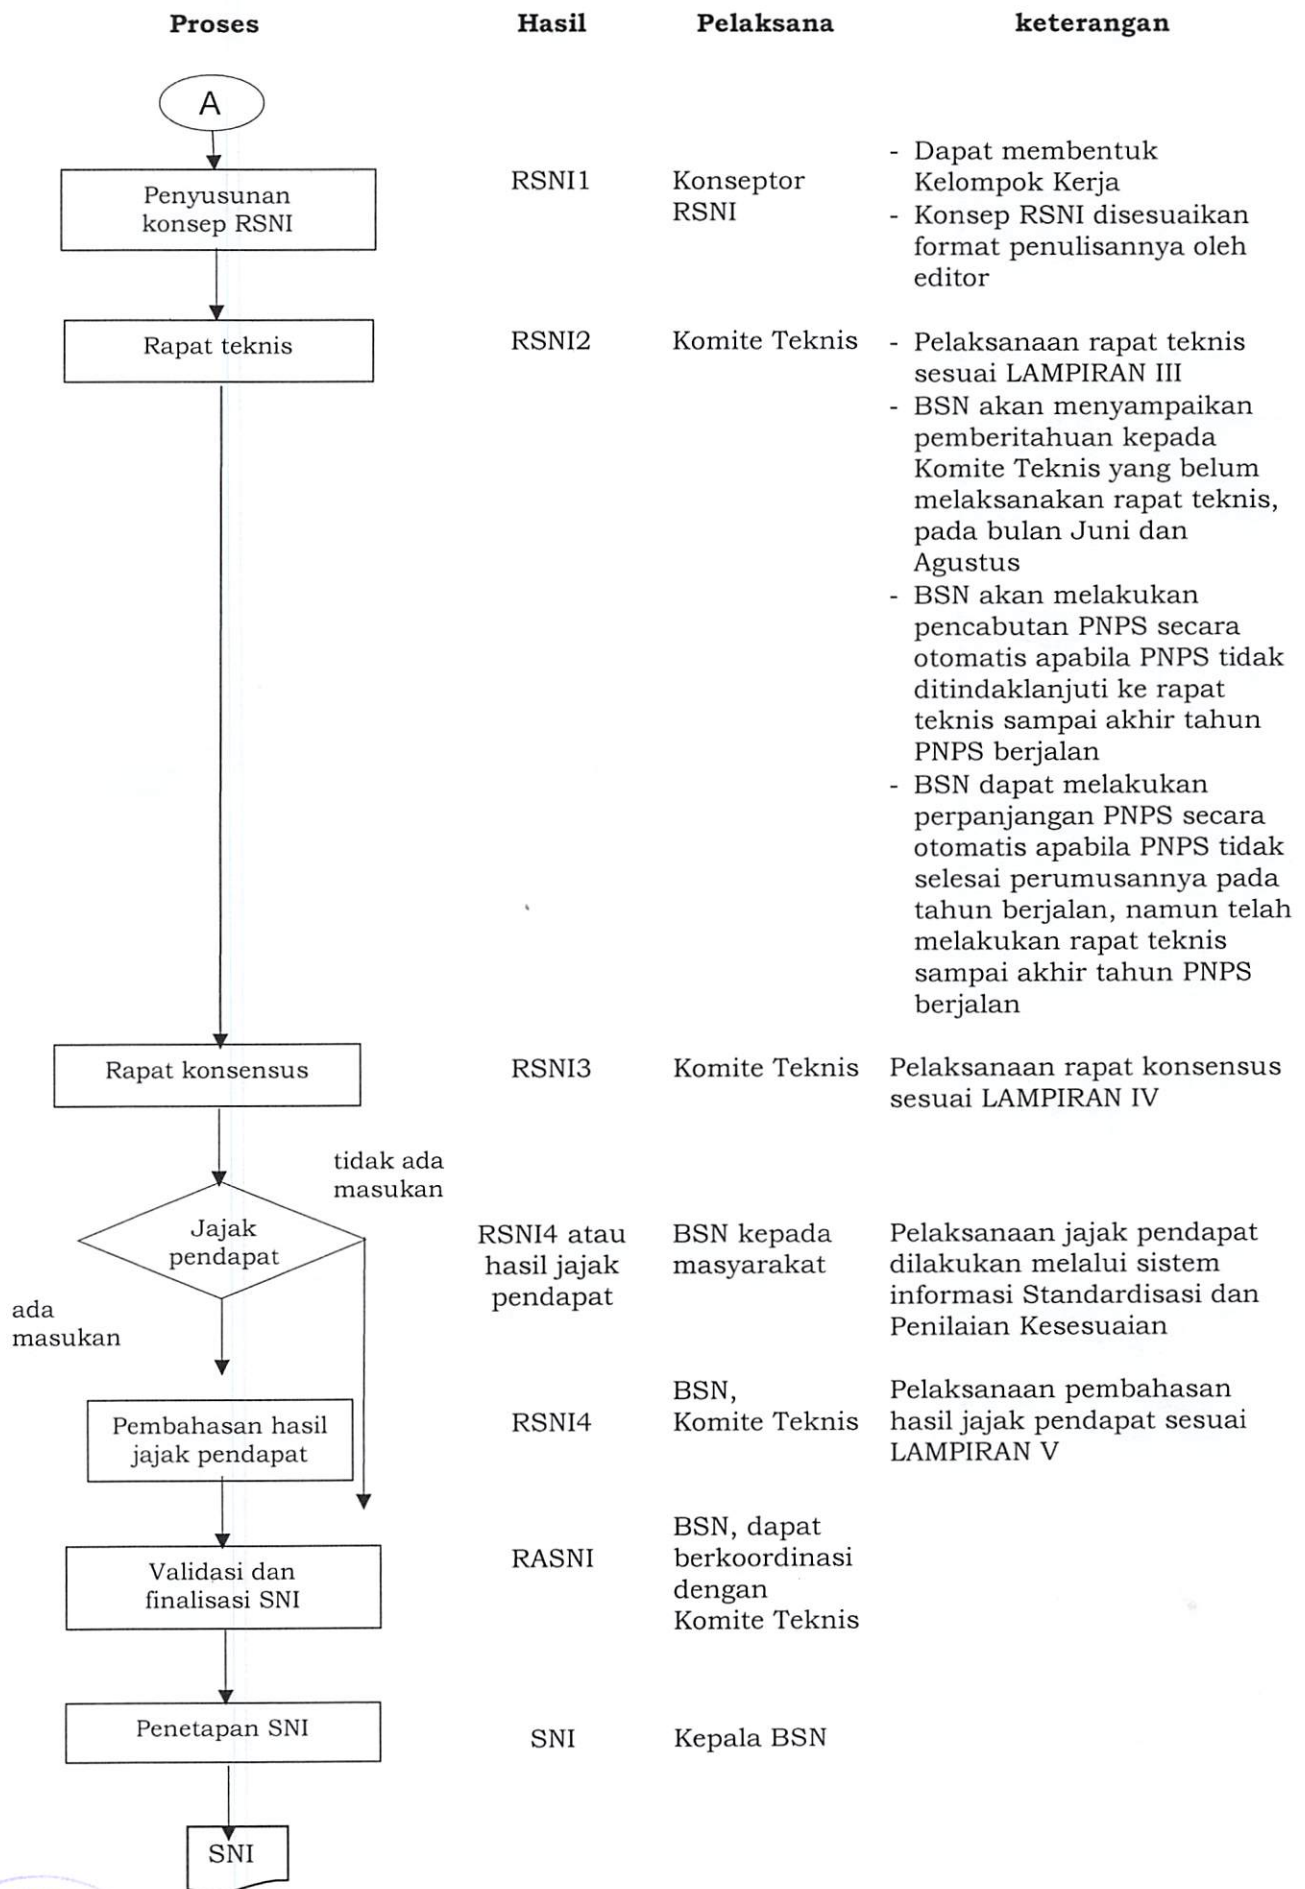 Proses Hasil Pelaksana keterangan
A
Penyusunan
konsep RSNI
RSNI1
Konseptor
RSNI
- Dapat membentuk
Kelompok Kerja
- Konsep RSNI disesuaikan
format penulisannya oleh
editor
Rapat teknis
RSNI2
Komite Teknis
- Pelaksanaan rapat teknis
sesuai LAMPIRAN III
- BSN akan menyampaikan
pemberitahuan kepada
Komite Teknis yang belum
melaksanakan rapat teknis,
pada bulan Juni dan
Agustus
- BSN akan melakukan
pencabutan PNPS secara
otomatis apabila PNPS tidak
ditindaklanjuti ke rapat
teknis sampai akhir tahun
PNPS berjalan
- BSN dapat melakukan
perpanjangan PNPS secara
otomatis apabila PNPS tidak
selesai perumusannya pada
tahun berjalan, namun telah
melakukan rapat teknis
sampai akhir tahun PNPS
berjalan
Rapat konsensus
RSNI3
Komite Teknis
Pelaksanaan rapat konsensus
sesuai LAMPIRAN IV
tidak ada
masukan
Jajak
pendapat
RSNI4 atau
hasil jajak
pendapat
BSN kepada
masyarakat
Pelaksanaan jajak pendapat
dilakukan melalui sistem
informasi Standardisasi dan
Penilaian Kesesuaian
ada
masukan
Pembahasan hasil
jajak pendapat
RSNI4
BSN,
Komite Teknis
Pelaksanaan pembahasan
hasil jajak pendapat sesuai
LAMPIRAN V
Validasi dan
finalisasi SNI
RASNI
BSN, dapat
berkoordinasi
dengan
Komite Teknis
Penetapan SNI
SNI
Kepala BSN
SNI